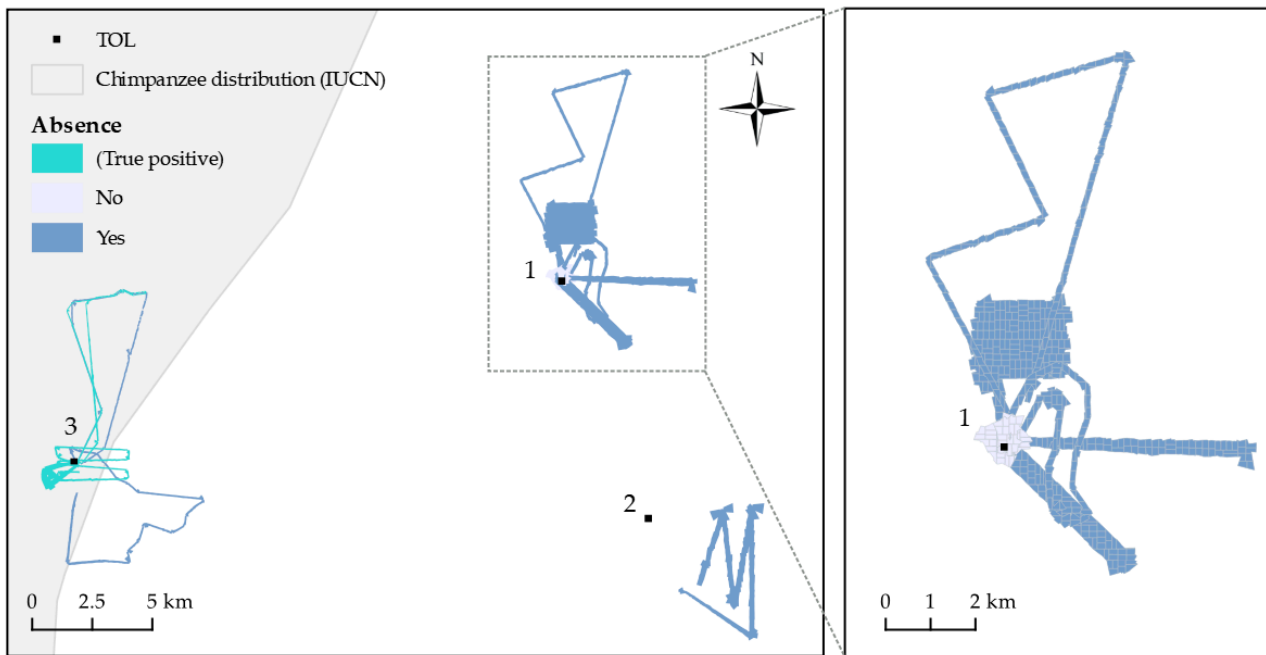 TOL
Chimpanzee distribution (IUCN)
Absence
(True positive)
No
Yes
N
1
3
2
0 2.5 5 km
1
0 1 2 km